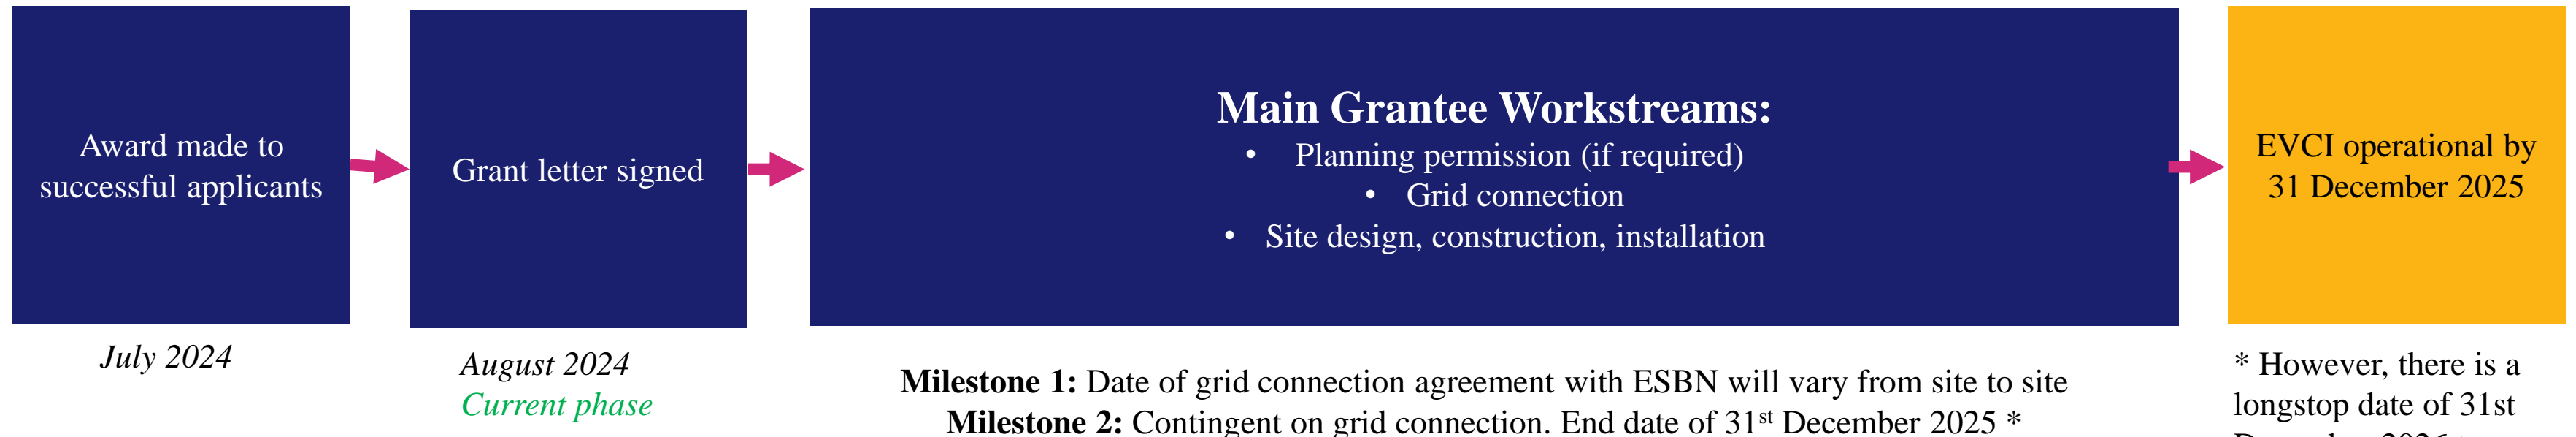 Award made to
successful applicants
Grant letter signed
Main Grantee Workstreams:
• Planning permission (if required)
• Grid connection
• Site design, construction, installation
EVCI operational by
31 December 2025
July 2024
August 2024
Current phase
Milestone 1: Date of grid connection agreement with ESBN will vary from site to site
Milestone 2: Contingent on grid connection. End date of 31st December 2025 *
* However, there is a
longstop date of 31st